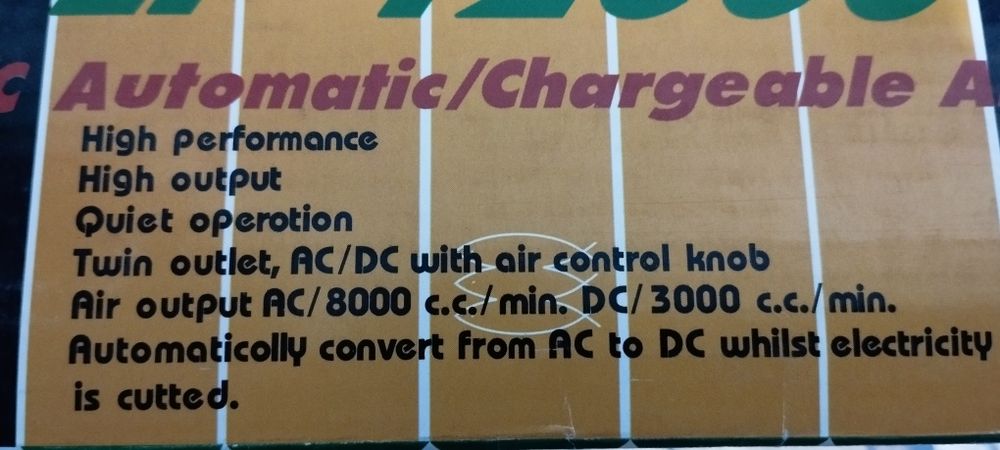 12000
C Automatic/Chargeable A
High performance
High output
Quiet operotion
Twin outlet, AC/DC with air control knob
Air output AC/8000 c.c./min. DC/3000 c.c./min.
Automaticolly convert from AC to DC whilst electricity
is cutted.